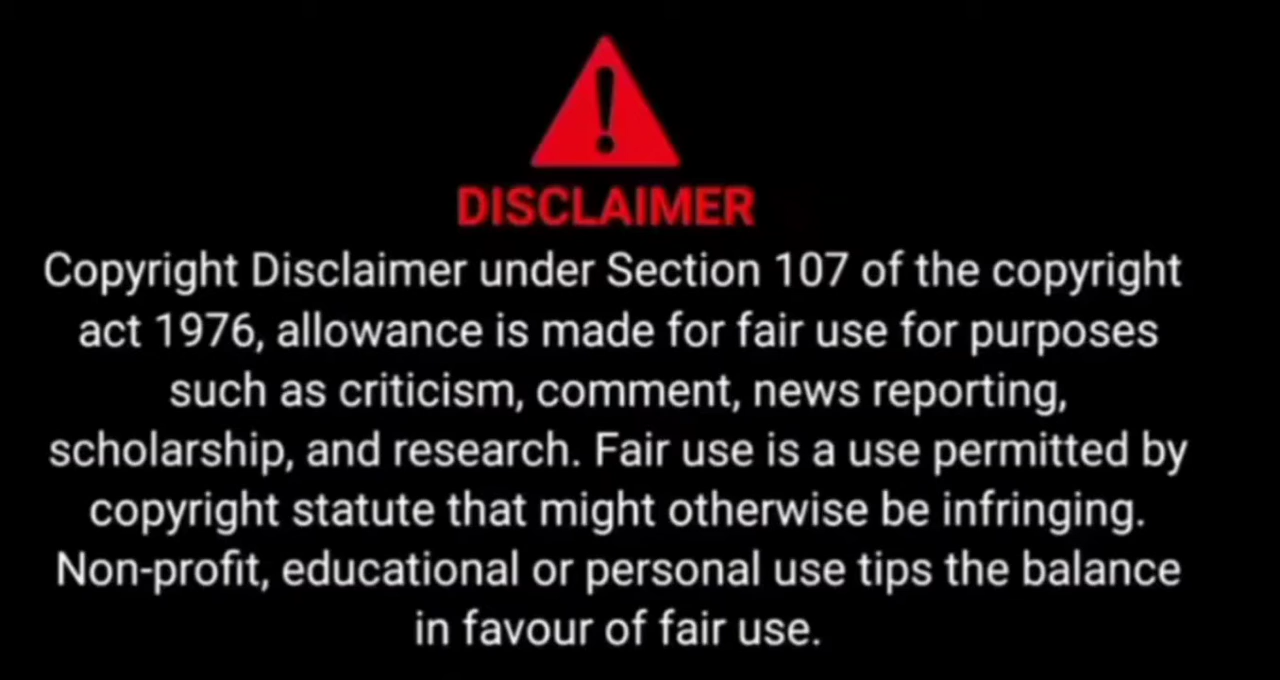 DISCLAIMER
Copyright Disclaimer under Section 107 of the copyright
act 1976, allowance is made for fair use for purposes
such as criticism, comment, news reporting,
scholarship, and research. Fair use is a use permitted by
copyright statute that might otherwise be infringing.
Non-profit, educational or personal use tips the balance
in favour of fair use.